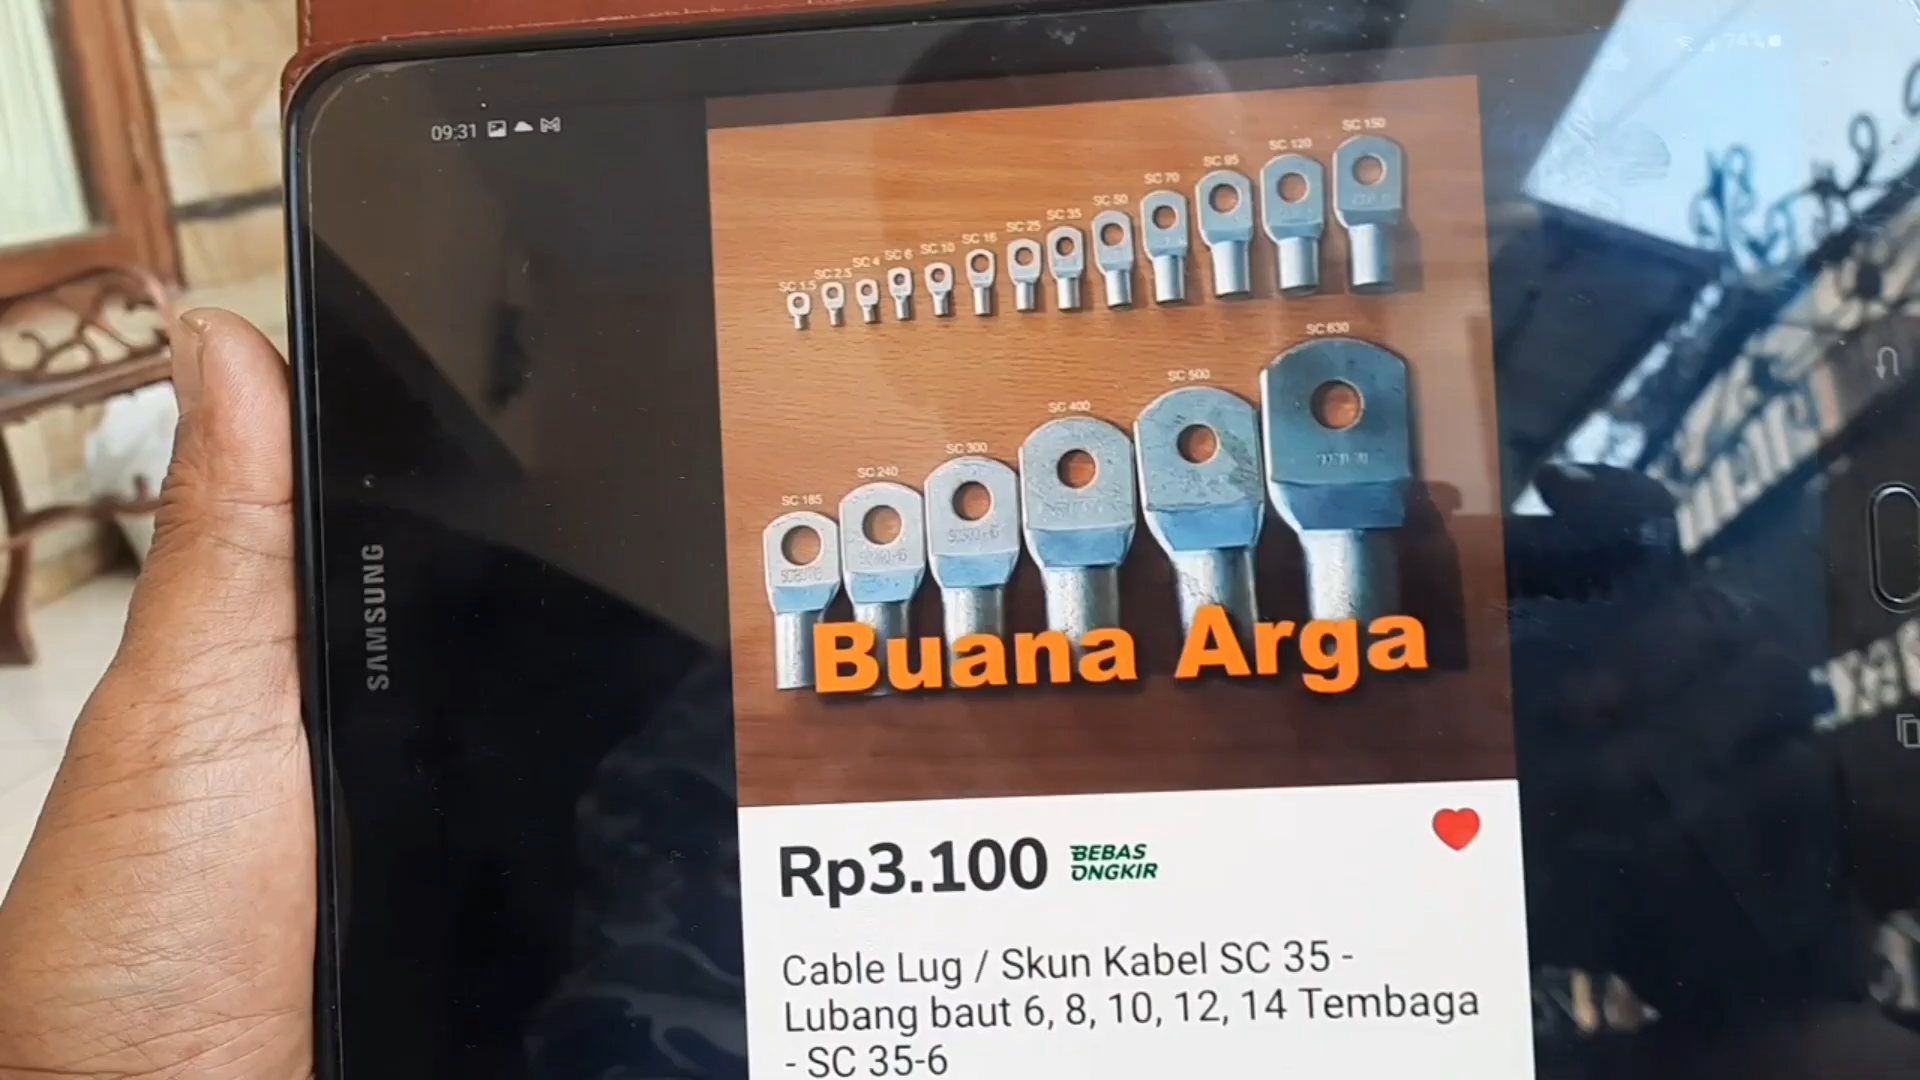 09:31
74%
SC 1.5
SC 2.5
SC 4
SC 6
SC 10
SC 16
SC 25
SC 35
SC 50
SC 70
SC 95
SC 120
SC 150
SC 185
SC 240
SC 300
SC 400
SC 500
SC 630
SAMSUNG
Buana Arga
Rp3.100 BEBAS
ONGKIR
Cable Lug / Skun Kabel SC 35 -
Lubang baut 6, 8, 10, 12, 14 Tembaga
- SC 35-6